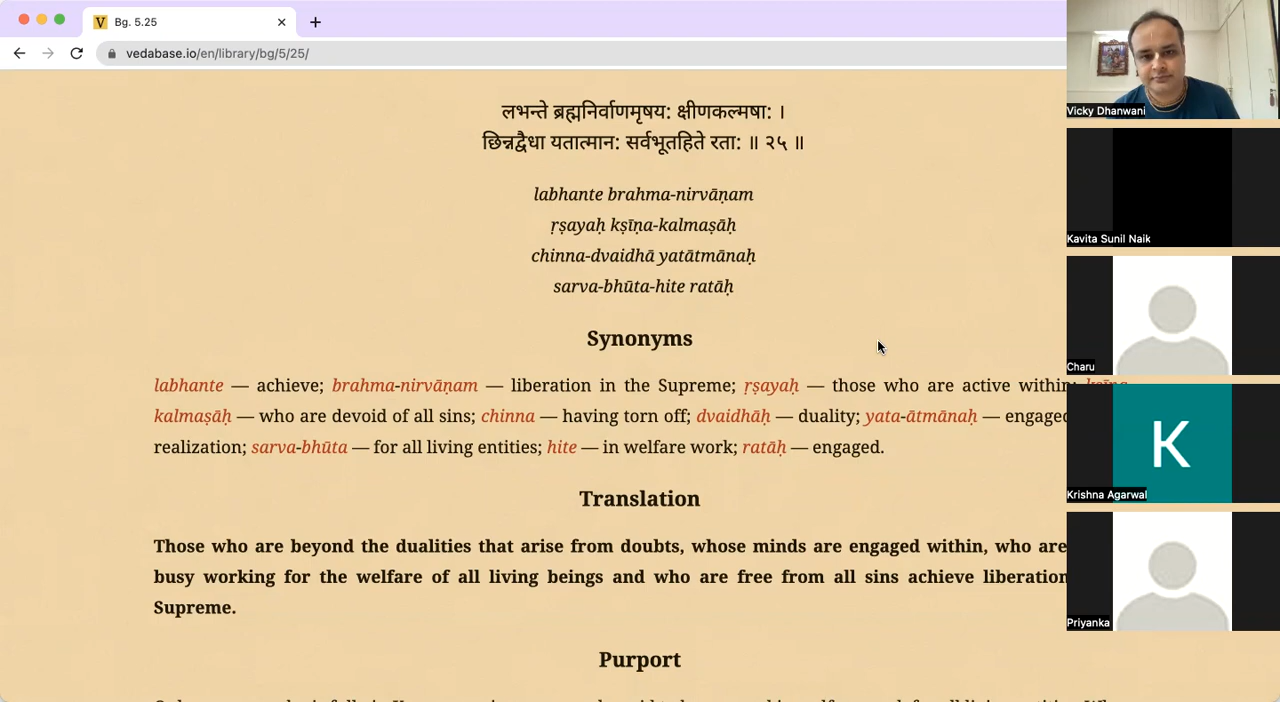 Bg. 5.25
vedabase.io/en/library/bg/5/25/
लभन्ते ब्रह्मनिर्वाणमृषय: क्षीणकल्मषा: ।
छिन्नद्वैधा यतात्मान: सर्वभूतहिते रता: ॥ २५ ॥
labhante brahma-nirvāṇam
ṛṣayaḥ kṣīṇa-kalmaṣāḥ
chinna-dvaidhā yatātmānaḥ
sarva-bhūta-hite ratāḥ
Synonyms
labhante — achieve; brahma-nirvāṇam — liberation in the Supreme; ṛṣayaḥ — those who are active within;
kalmaṣāḥ — who are devoid of all sins; chinna — having torn off; dvaidhāḥ — duality; yata-ātmānaḥ — engaged
realization; sarva-bhūta — for all living entities; hite — in welfare work; ratāḥ — engaged.
Translation
Those who are beyond the dualities that arise from doubts, whose minds are engaged within, who are
busy working for the welfare of all living beings and who are free from all sins achieve liberation
Supreme.
Purport
Vicky Dhanwani
Kavita Sunil Naik
Charu
K
Krishna Agarwal
Priyanka